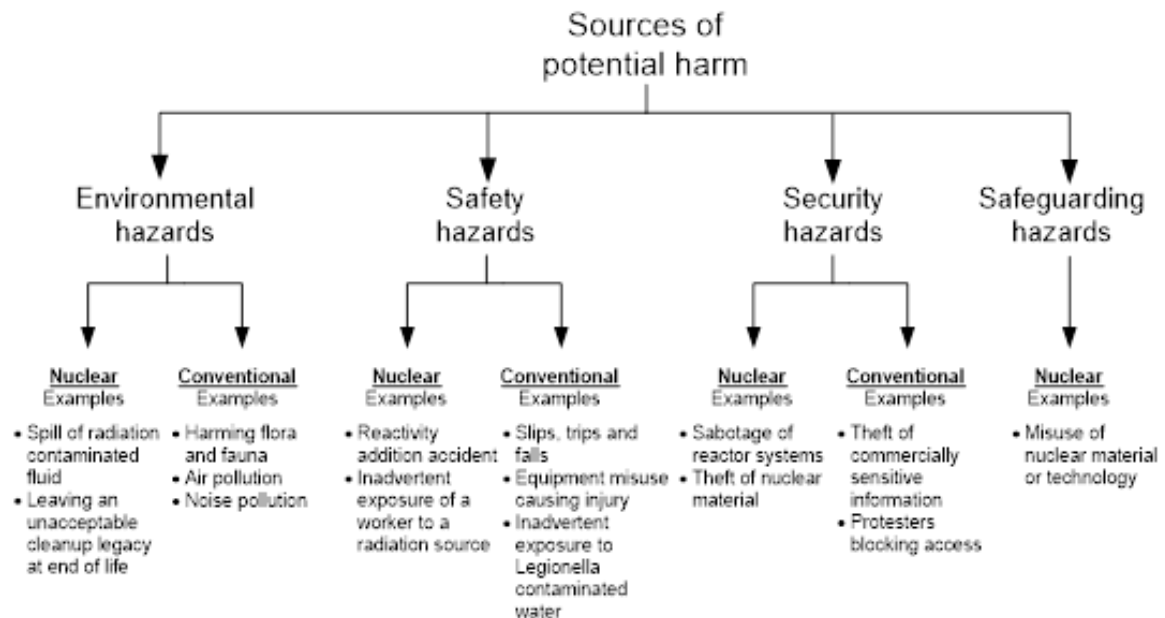 Sources of
potential harm
Environmental
hazards
Safety
hazards
Security
hazards
Safeguarding
hazards
Nuclear
Examples
• Spill of radiation
contaminated
fluid
• Leaving an
unacceptable
cleanup legacy
at end of life
Conventional
Examples
• Harming flora
and fauna
• Air pollution
• Noise pollution
Nuclear
Examples
• Reactivity
addition accident
• Inadvertent
exposure of a
worker to a
radiation source
Conventional
Examples
• Slips, trips and
falls
• Equipment misuse
causing injury
• Inadvertent
exposure to
Legionella
contaminated
water
Nuclear
Examples
• Sabotage of
reactor systems
• Theft of nuclear
material
Conventional
Examples
• Theft of
commercially
sensitive
information
• Protesters
blocking access
Nuclear
Examples
• Misuse of
nuclear material
or technology